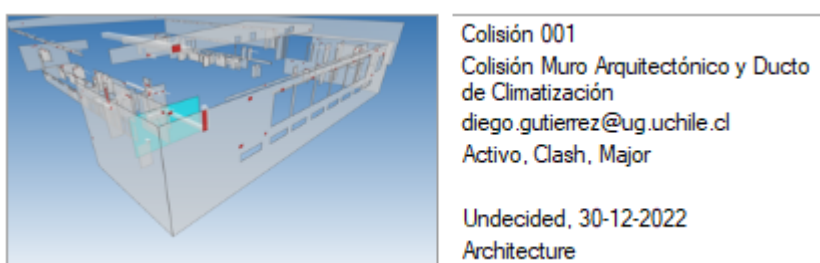 Colisión 001
Colisión Muro Arquitectónico y Ducto
de Climatización
diego.gutierrez@ug.uchile.cl
Activo, Clash, Major
Undecided, 30-12-2022
Architecture